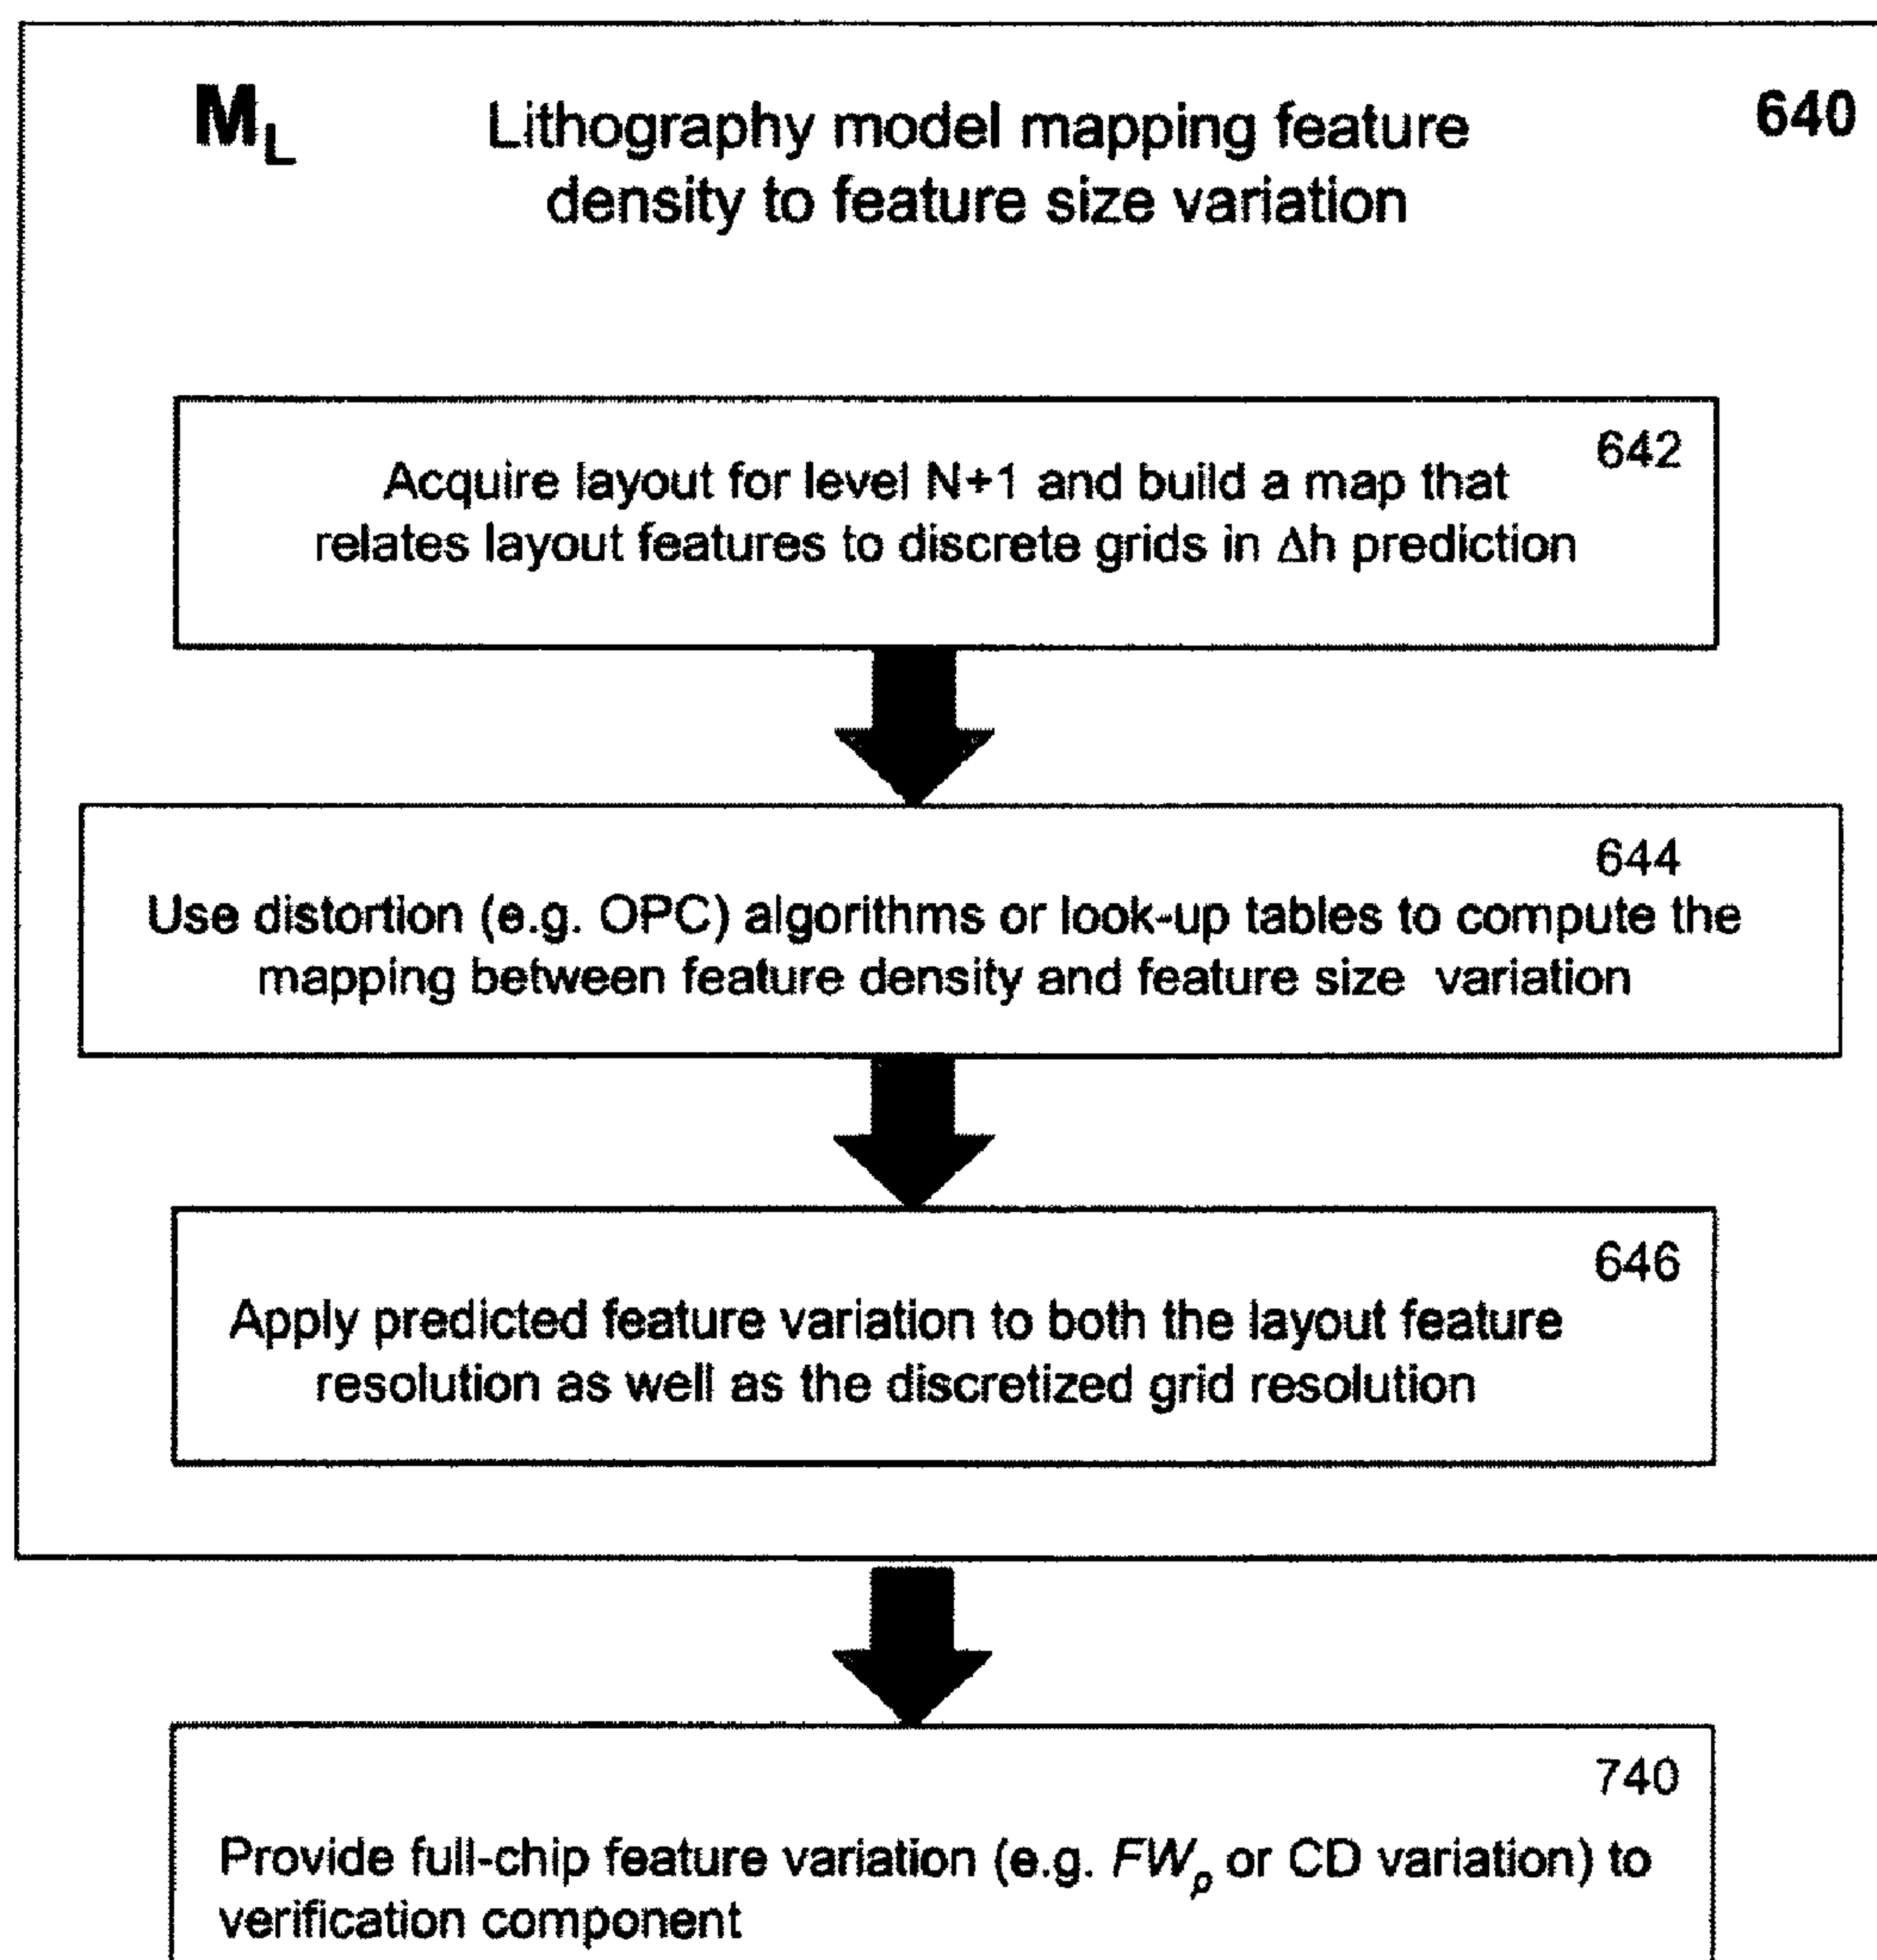 M_L Lithography model mapping feature 640
density to feature size variation
642
Acquire layout for level N+1 and build a map that
relates layout features to discrete grids in Δh prediction
644
Use distortion (e.g. OPC) algorithms or look-up tables to compute the
mapping between feature density and feature size variation
646
Apply predicted feature variation to both the layout feature
resolution as well as the discretized grid resolution
740
Provide full-chip feature variation (e.g. FW_ρ or CD variation) to
verification component